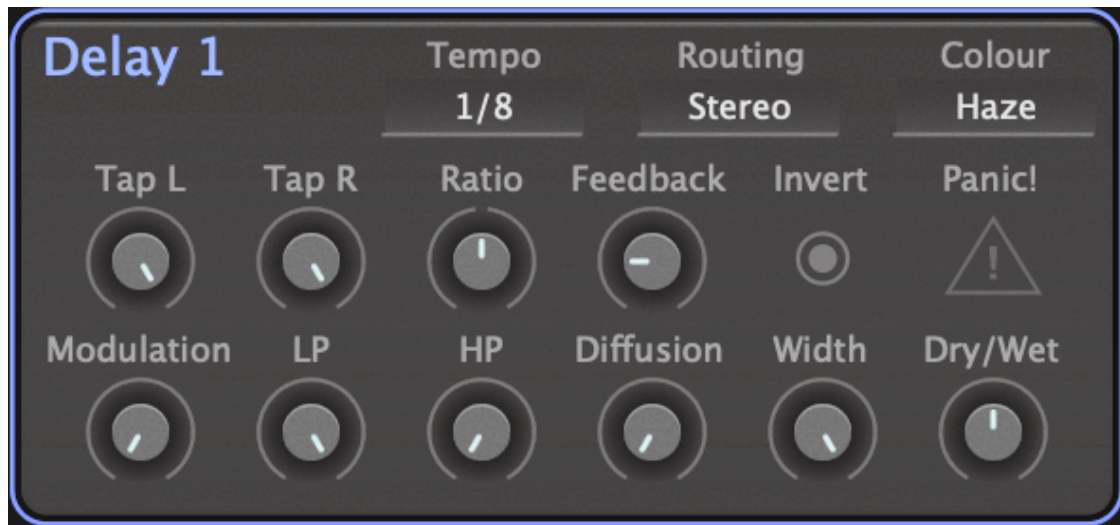 Delay 1
Tempo Routing Colour
1/8 Stereo Haze
Tap L Tap R Ratio Feedback Invert Panic!
!
Modulation LP HP Diffusion Width Dry/Wet